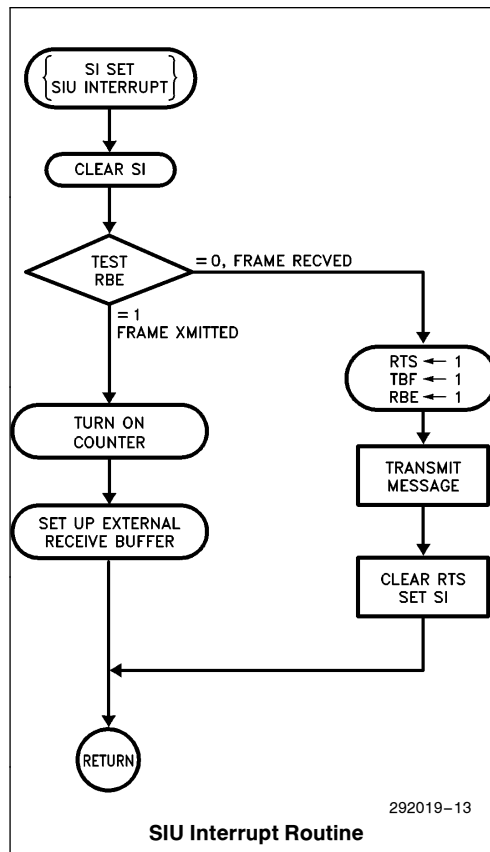 SI SET
SIU INTERRUPT
CLEAR SI
TEST
RBE
= 0, FRAME RECVED
= 1
FRAME XMITTED
RTS ← 1
TBF ← 1
RBE ← 1
TURN ON
COUNTER
TRANSMIT
MESSAGE
SET UP EXTERNAL
RECEIVE BUFFER
CLEAR RTS
SET SI
RETURN
292019–13
SIU Interrupt Routine